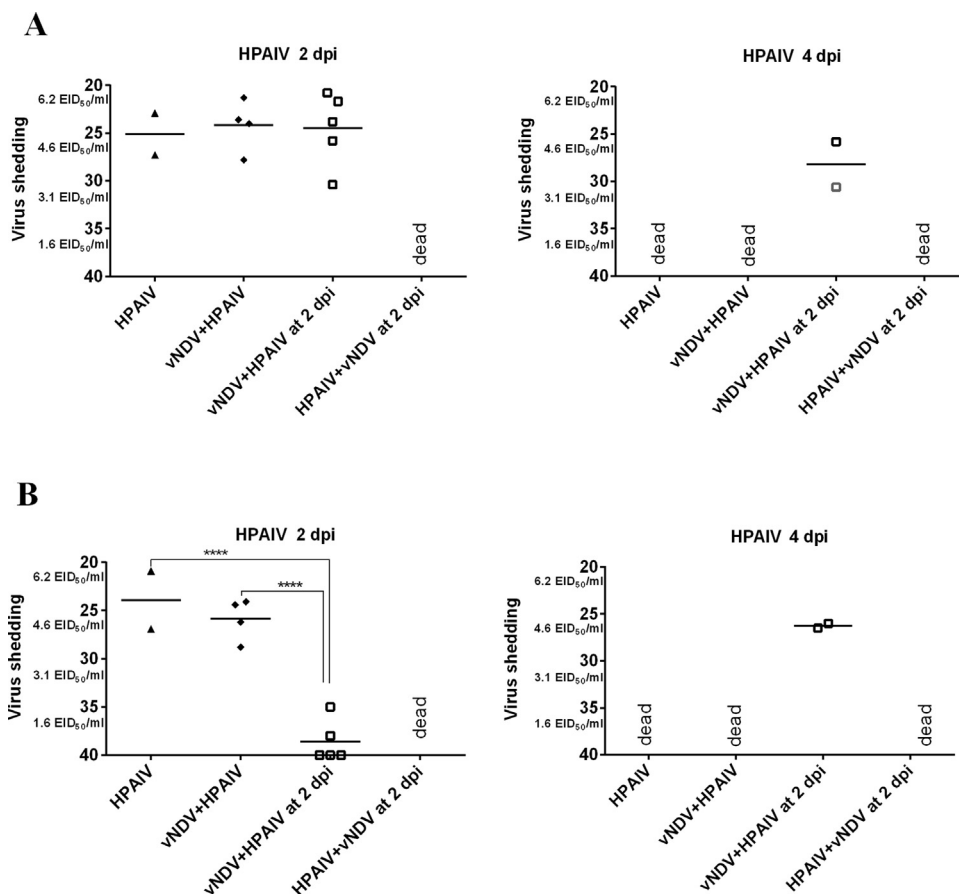 A
HPAIV 2 dpi
Virus shedding
20
6.2 EID50/ml
25
4.6 EID50/ml
30
3.1 EID50/ml
35
1.6 EID50/ml
40
dead
HPAIV
vNDV+HPAIV
vNDV+HPAIV at 2 dpi
HPAIV+vNDV at 2 dpi
HPAIV 4 dpi
Virus shedding
20
6.2 EID50/ml
25
4.6 EID50/ml
30
3.1 EID50/ml
35
1.6 EID50/ml
40
dead
dead
dead
HPAIV
vNDV+HPAIV
vNDV+HPAIV at 2 dpi
HPAIV+vNDV at 2 dpi
B
HPAIV 2 dpi
Virus shedding
20
6.2 EID50/ml
25
4.6 EID50/ml
30
3.1 EID50/ml
35
1.6 EID50/ml
40
****
****
dead
HPAIV
vNDV+HPAIV
vNDV+HPAIV at 2 dpi
HPAIV+vNDV at 2 dpi
HPAIV 4 dpi
Virus shedding
20
6.2 EID50/ml
25
4.6 EID50/ml
30
3.1 EID50/ml
35
1.6 EID50/ml
40
dead
dead
dead
HPAIV
vNDV+HPAIV
vNDV+HPAIV at 2 dpi
HPAIV+vNDV at 2 dpi